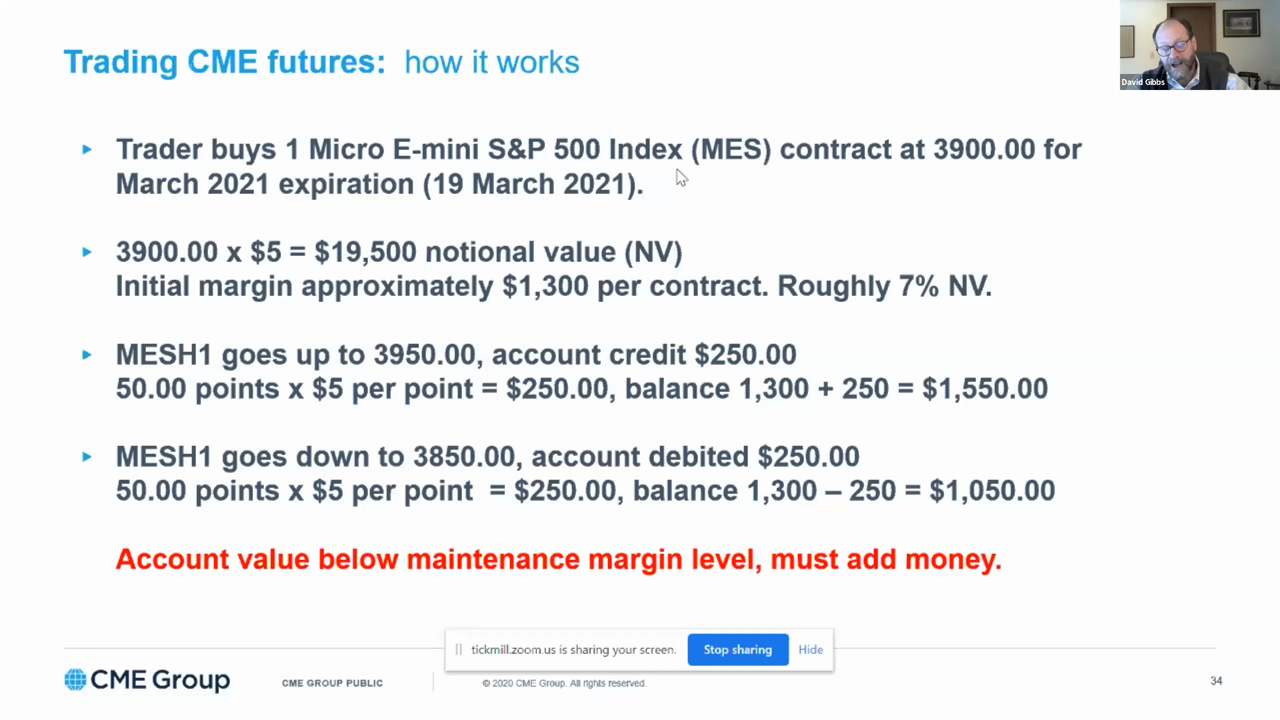 Trading CME futures: how it works
David Gibbs
Trader buys 1 Micro E-mini S&P 500 Index (MES) contract at 3900.00 for
March 2021 expiration (19 March 2021).
3900.00 x $5 = $19,500 notional value (NV)
Initial margin approximately $1,300 per contract. Roughly 7% NV.
MESH1 goes up to 3950.00, account credit $250.00
50.00 points x $5 per point = $250.00, balance 1,300 + 250 = $1,550.00
MESH1 goes down to 3850.00, account debited $250.00
50.00 points x $5 per point = $250.00, balance 1,300 – 250 = $1,050.00
Account value below maintenance margin level, must add money.
tickmill.zoom.us is sharing your screen. Stop sharing Hide
CME Group CME GROUP PUBLIC © 2020 CME Group. All rights reserved. 34